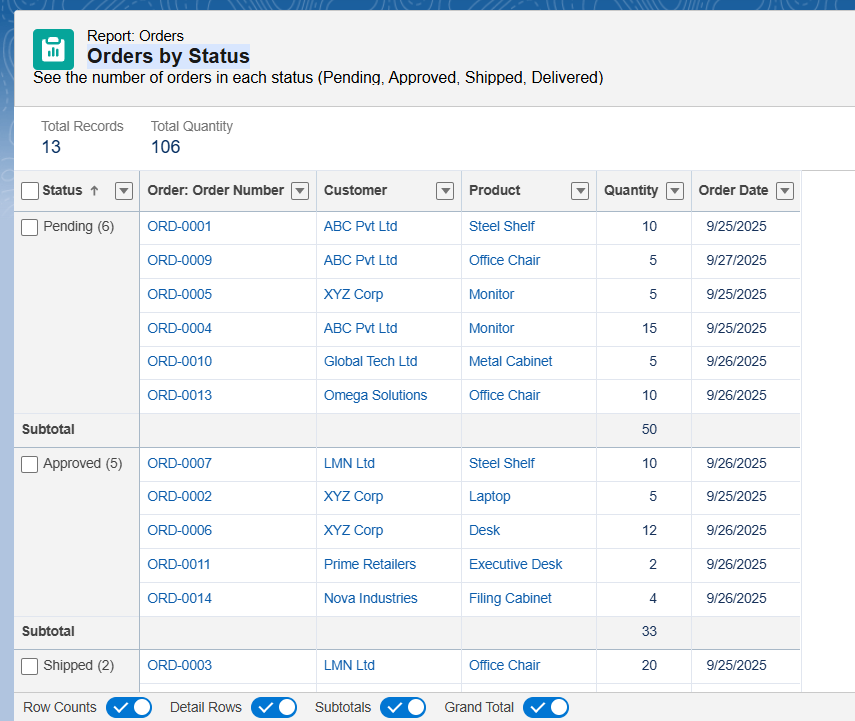 Report: Orders
Orders by Status
See the number of orders in each status (Pending, Approved, Shipped, Delivered)
Total Records Total Quantity
13 106
Status ↑ Order: Order Number Customer Product Quantity Order Date
Pending (6) ORD-0001 ABC Pvt Ltd Steel Shelf 10 9/25/2025
ORD-0009 ABC Pvt Ltd Office Chair 5 9/27/2025
ORD-0005 XYZ Corp Monitor 5 9/25/2025
ORD-0004 ABC Pvt Ltd Monitor 15 9/25/2025
ORD-0010 Global Tech Ltd Metal Cabinet 5 9/26/2025
ORD-0013 Omega Solutions Office Chair 10 9/26/2025
Subtotal 50
Approved (5) ORD-0007 LMN Ltd Steel Shelf 10 9/26/2025
ORD-0002 XYZ Corp Laptop 5 9/25/2025
ORD-0006 XYZ Corp Desk 12 9/26/2025
ORD-0011 Prime Retailers Executive Desk 2 9/26/2025
ORD-0014 Nova Industries Filing Cabinet 4 9/26/2025
Subtotal 33
Shipped (2) ORD-0003 LMN Ltd Office Chair 20 9/25/2025
Row Counts Detail Rows Subtotals Grand Total